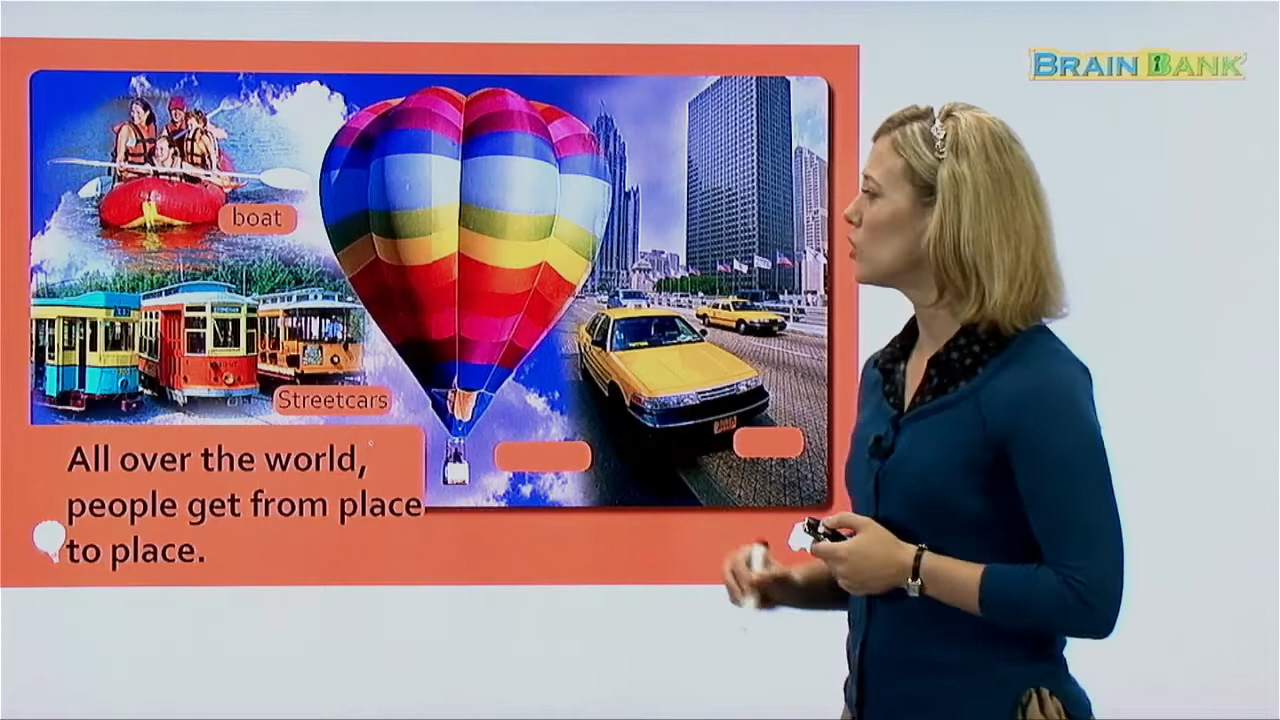 BRAIN BANK
boat
Streetcars
All over the world,
people get from place
to place.